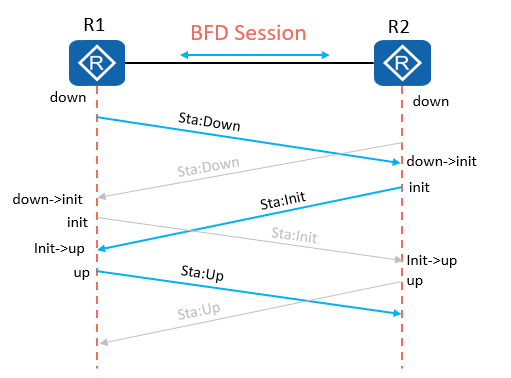 R1
R2
BFD Session
R
R
down
down
Sta:Down
Sta:Down
down->init
init
Sta:Init
down->init
init
Sta:Init
Init->up
Init->up
up
Sta:Up
up
Sta:Up